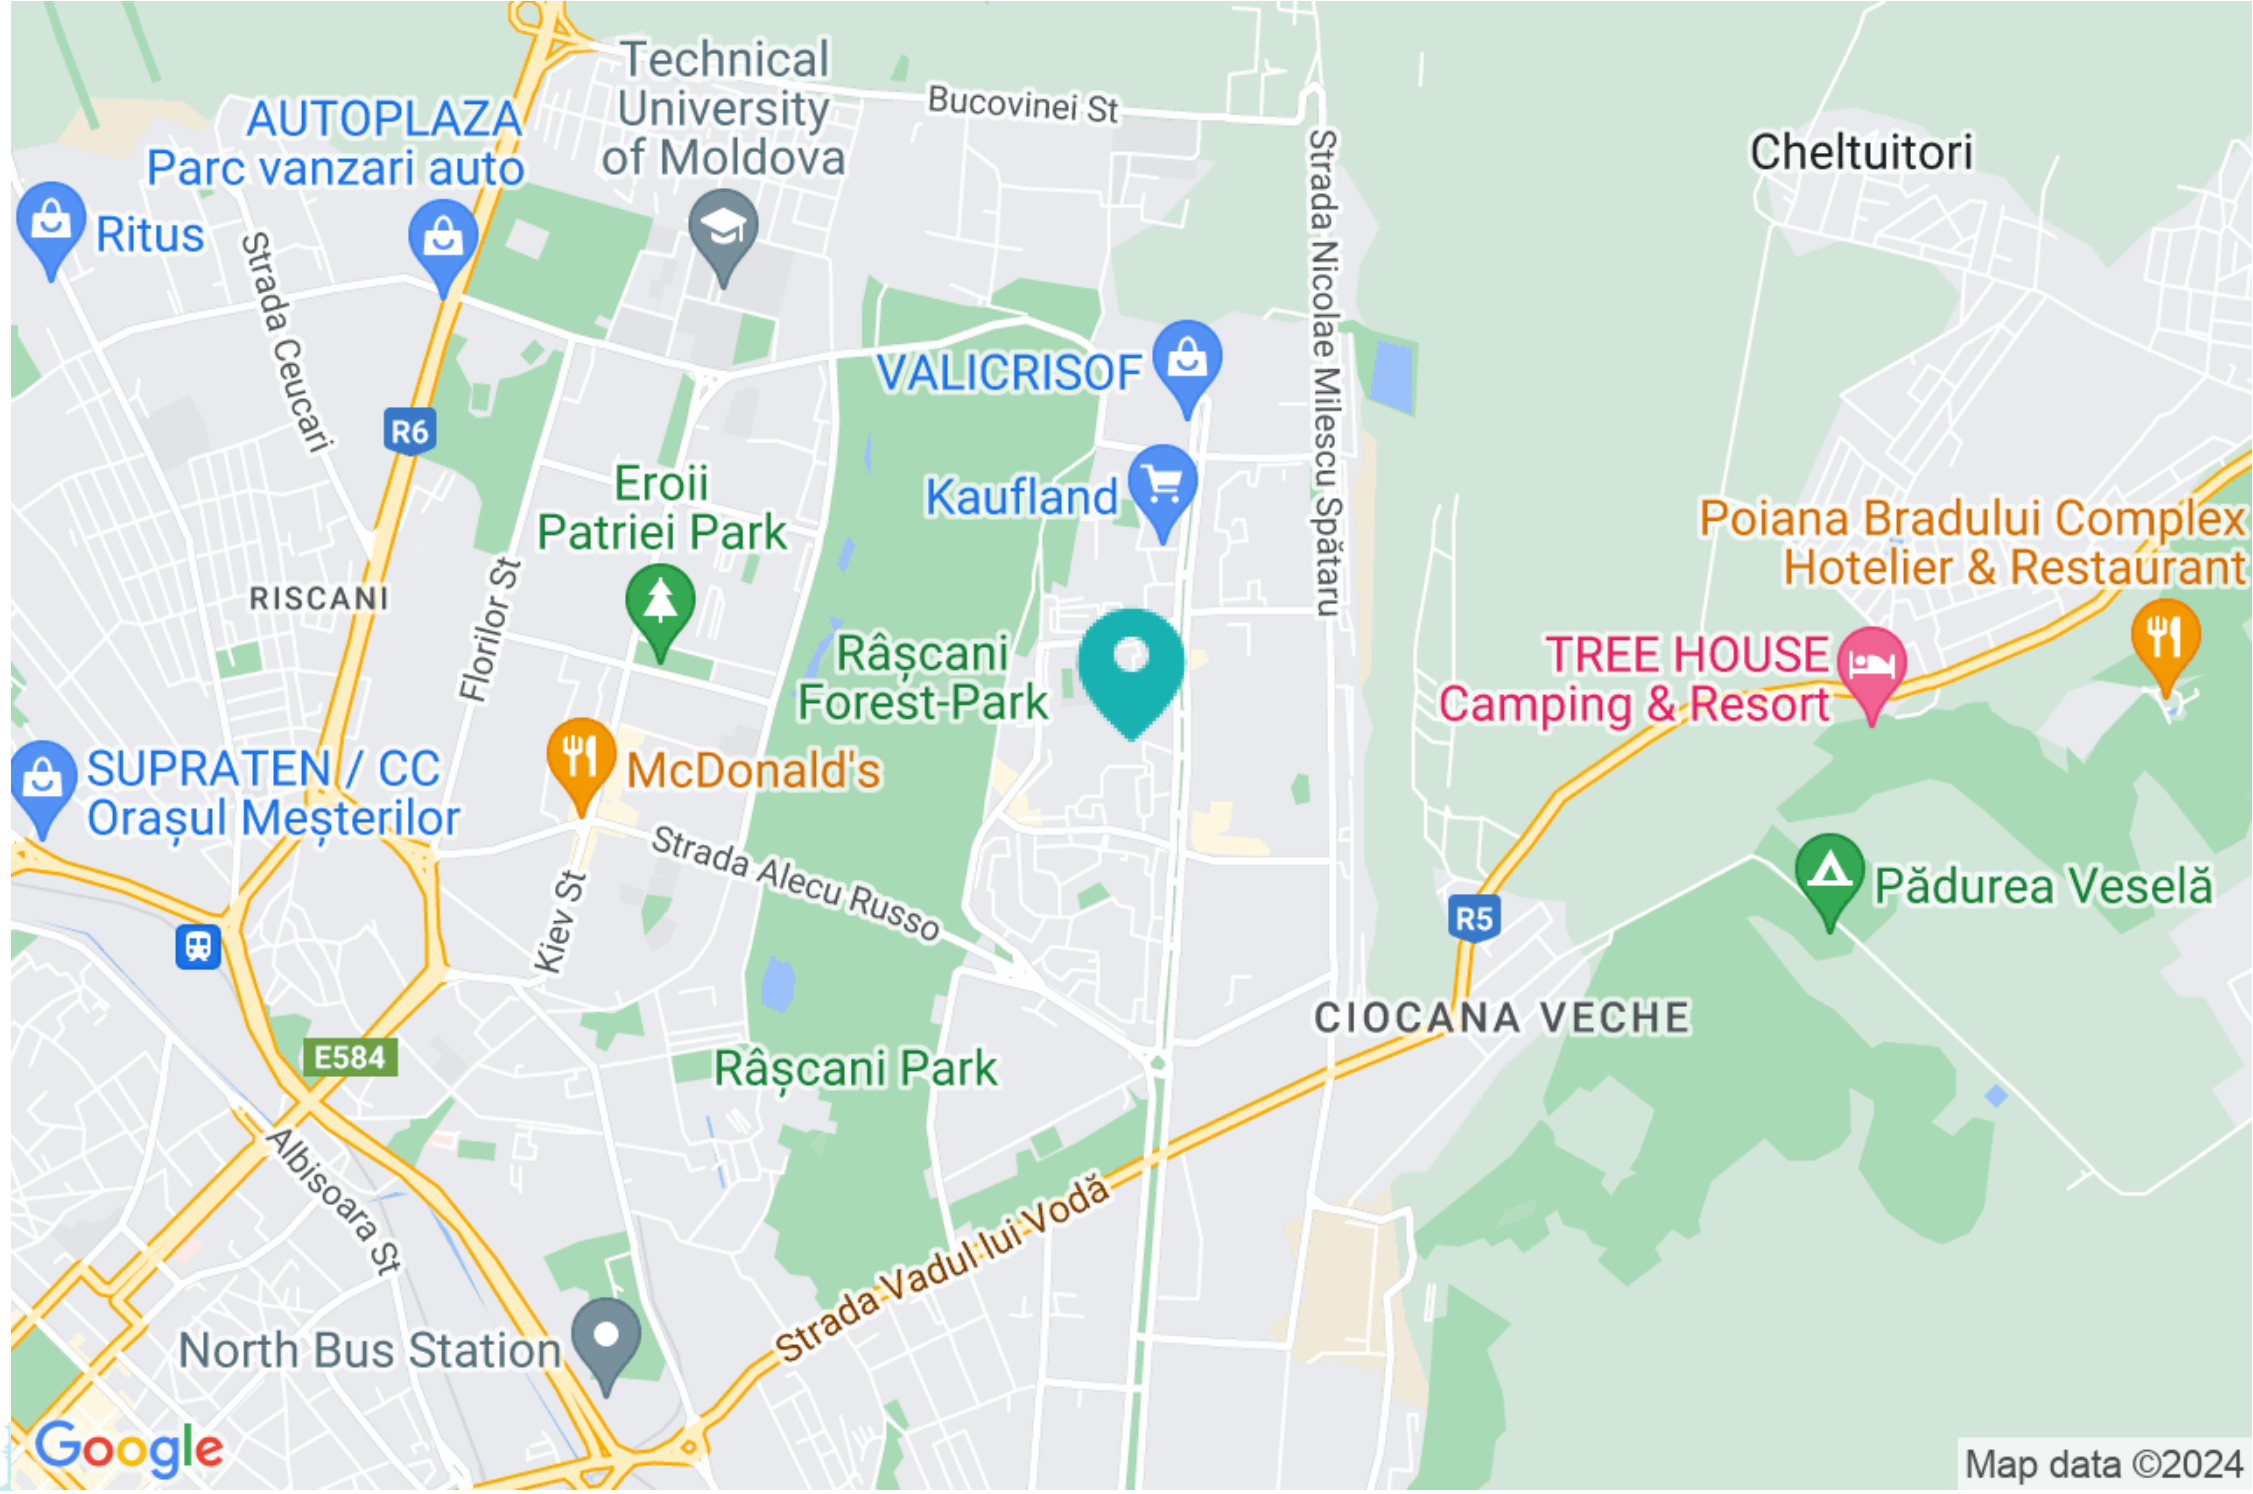 Technical
University
of Moldova
Bucovinei St
AUTOPLAZA
Parc vanzari auto
Cheltuitori
Ritus
Strada Ceucari
Strada Nicolae Milescu Spătaru
VALICRISOF
R6
Kaufland
Eroii
Patriei Park
Poiana Bradului Complex
Hotelier & Restaurant
RISCANI
Florilor St
Râșcani
Forest-Park
TREE HOUSE
Camping & Resort
McDonald's
SUPRATEN / CC
Orașul Meșterilor
Strada Alecu Russo
Kiev St
Pădurea Veselă
R5
CIOCANA VECHE
E584
Râșcani Park
Albisoara St
Strada Vadul lui Vodă
North Bus Station
Google
Map data ©2024